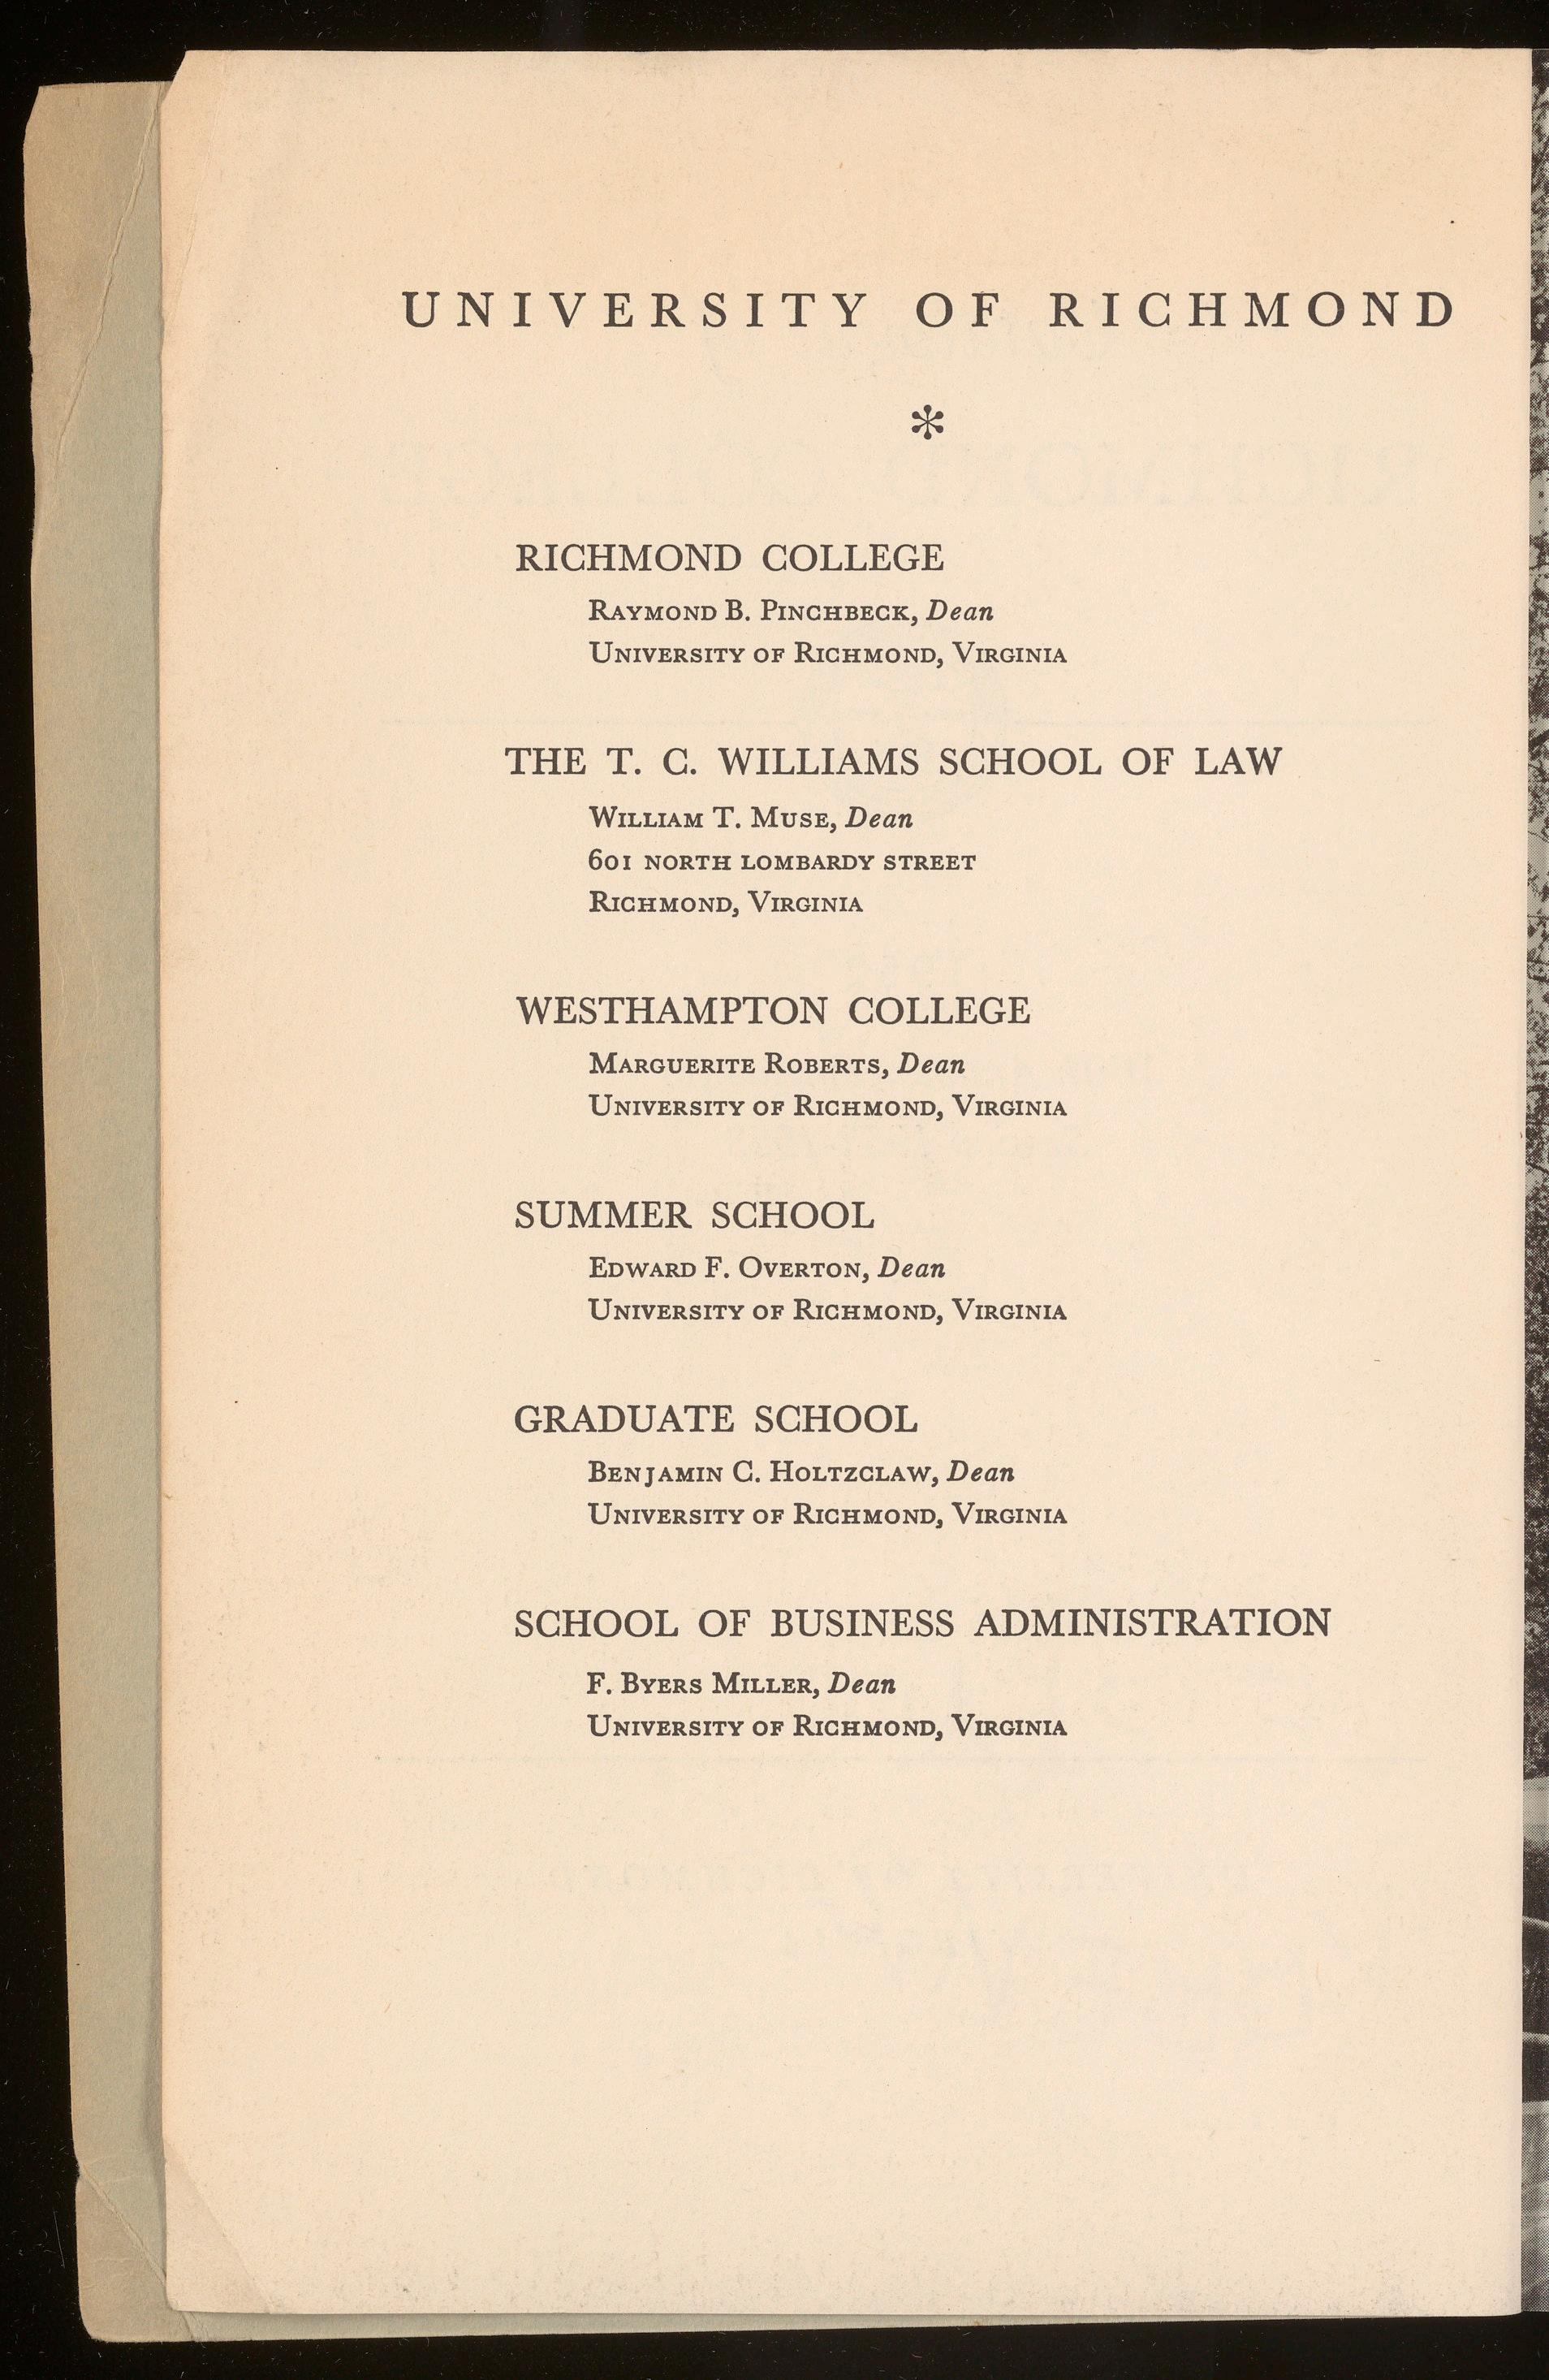 UNIVERSITY OF RICHMOND
*
RICHMOND COLLEGE
Raymond B. Pinchbeck, Dean
University of Richmond, Virginia
THE T. C. WILLIAMS SCHOOL OF LAW
William T. Muse, Dean
601 NORTH LOMBARDY STREET
Richmond, Virginia
WESTHAMPTON COLLEGE
Marguerite Roberts, Dean
University of Richmond, Virginia
SUMMER SCHOOL
Edward F. Overton, Dean
University of Richmond, Virginia
GRADUATE SCHOOL
Benjamin C. Holtzclaw, Dean
University of Richmond, Virginia
SCHOOL OF BUSINESS ADMINISTRATION
F. Byers Miller, Dean
University of Richmond, Virginia